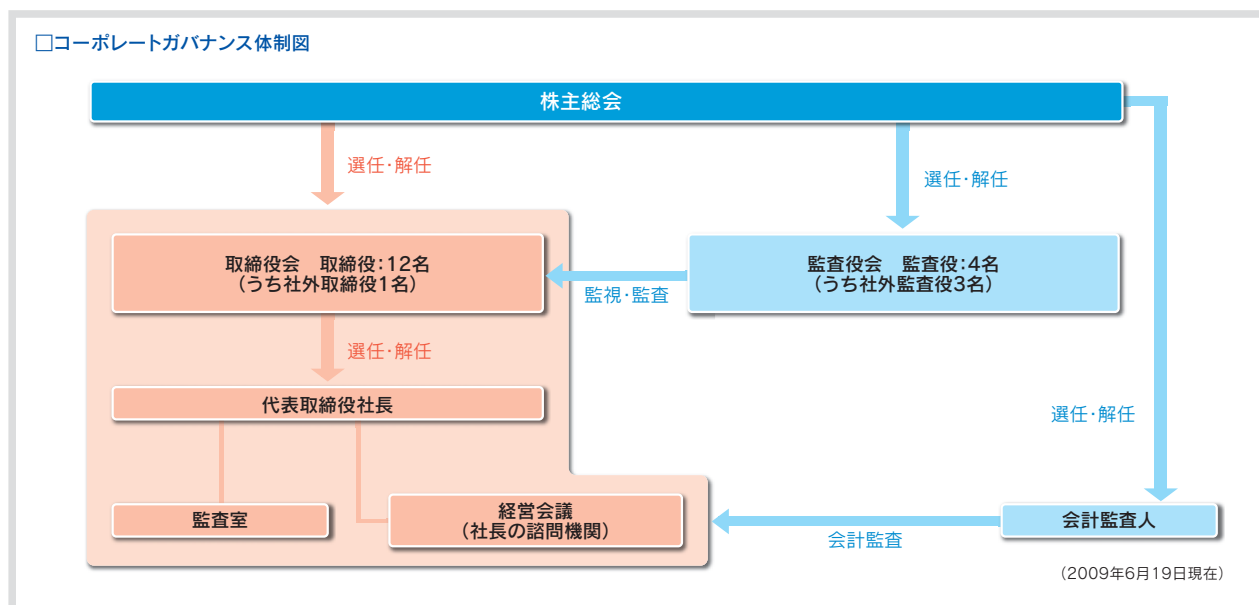 □コーポレートガバナンス体制図
株主総会
選任・解任
選任・解任
取締役会　取締役：12名
（うち社外取締役1名）
監視・監査
監査役会　監査役：4名
（うち社外監査役3名）
選任・解任
代表取締役社長
選任・解任
監査室
経営会議
（社長の諮問機関）
会計監査
会計監査人
（2009年6月19日現在）